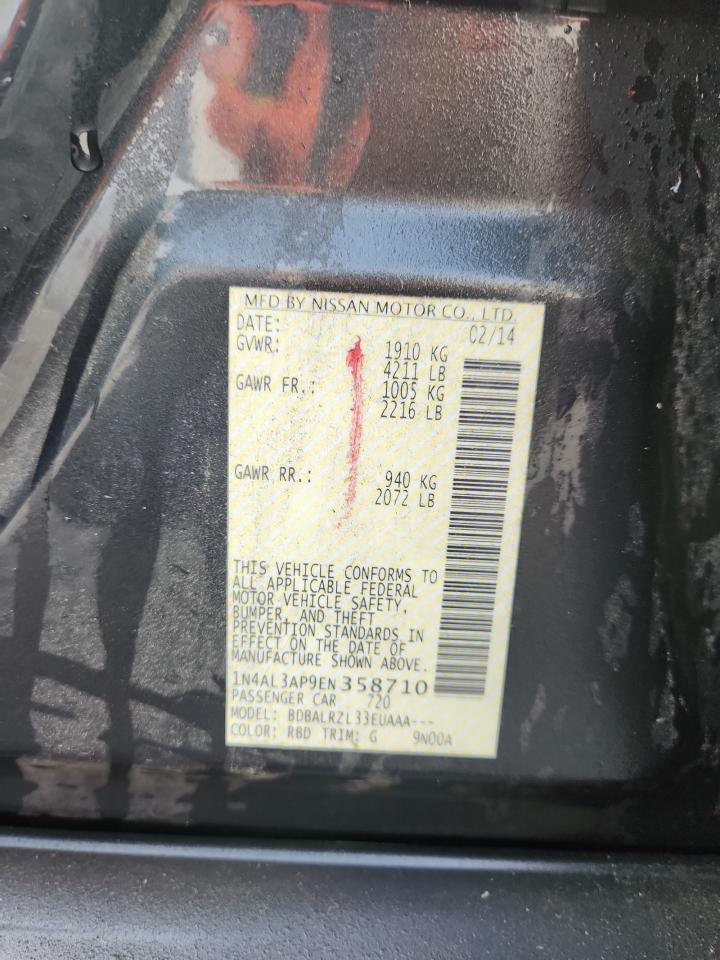 MFD BY NISSAN MOTOR CO., LTD.
DATE: 02/14
GVWR: 1910 KG
4211 LB
GAWR FR.: 1005 KG
2216 LB
GAWR RR.: 940 KG
2072 LB
THIS VEHICLE CONFORMS TO
ALL APPLICABLE FEDERAL
MOTOR VEHICLE SAFETY,
BUMPER, AND THEFT
PREVENTION STANDARDS IN
EFFECT ON THE DATE OF
MANUFACTURE SHOWN ABOVE.
1N4AL3AP9EN358710
PASSENGER CAR 720
MODEL: BDBALRZL33EUAAA---
COLOR: RBD TRIM: G 9N00A